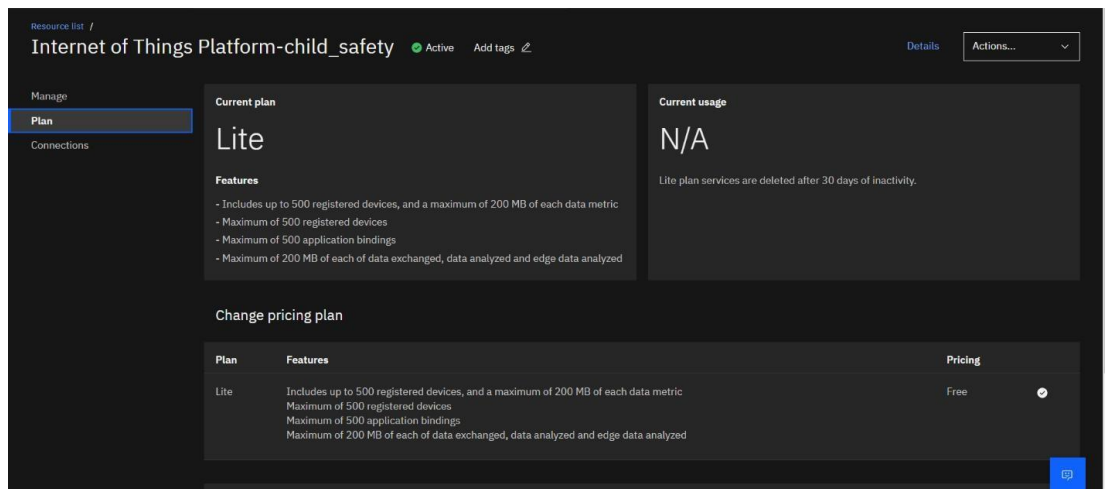 Resource list /
Internet of Things Platform-child_safety Active Add tags Details Actions...
Manage
Plan
Connections
Current plan
Lite
Features
- Includes up to 500 registered devices, and a maximum of 200 MB of each data metric
- Maximum of 500 registered devices
- Maximum of 500 application bindings
- Maximum of 200 MB of each of data exchanged, data analyzed and edge data analyzed
Current usage
N/A
Lite plan services are deleted after 30 days of inactivity.
Change pricing plan
Plan Features Pricing
Lite Includes up to 500 registered devices, and a maximum of 200 MB of each data metric Free
Maximum of 500 registered devices
Maximum of 500 application bindings
Maximum of 200 MB of each of data exchanged, data analyzed and edge data analyzed